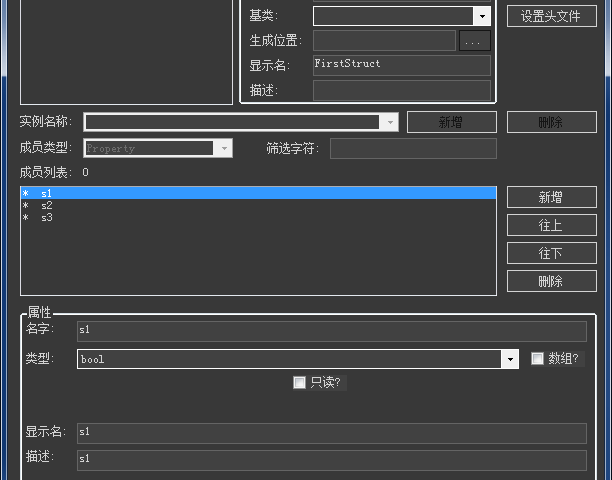 基类:
设置头文件
生成位置: ...
显示名: FirstStruct
描述:
实例名称: 新增 删除
成员类型: Property 筛选字符:
成员列表: 0
* s1 新增
* s2
* s3
往上
往下
删除
属性
名字: s1
类型: bool 数组?
只读?
显示名: s1
描述: s1